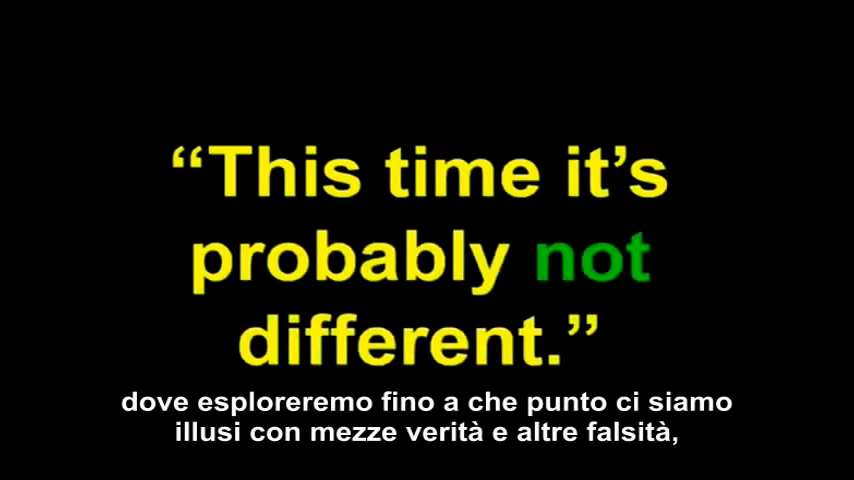 “This time it’s
probably not
different.”
dove esploreremo fino a che punto ci siamo
illusi con mezze verità e altre falsità,